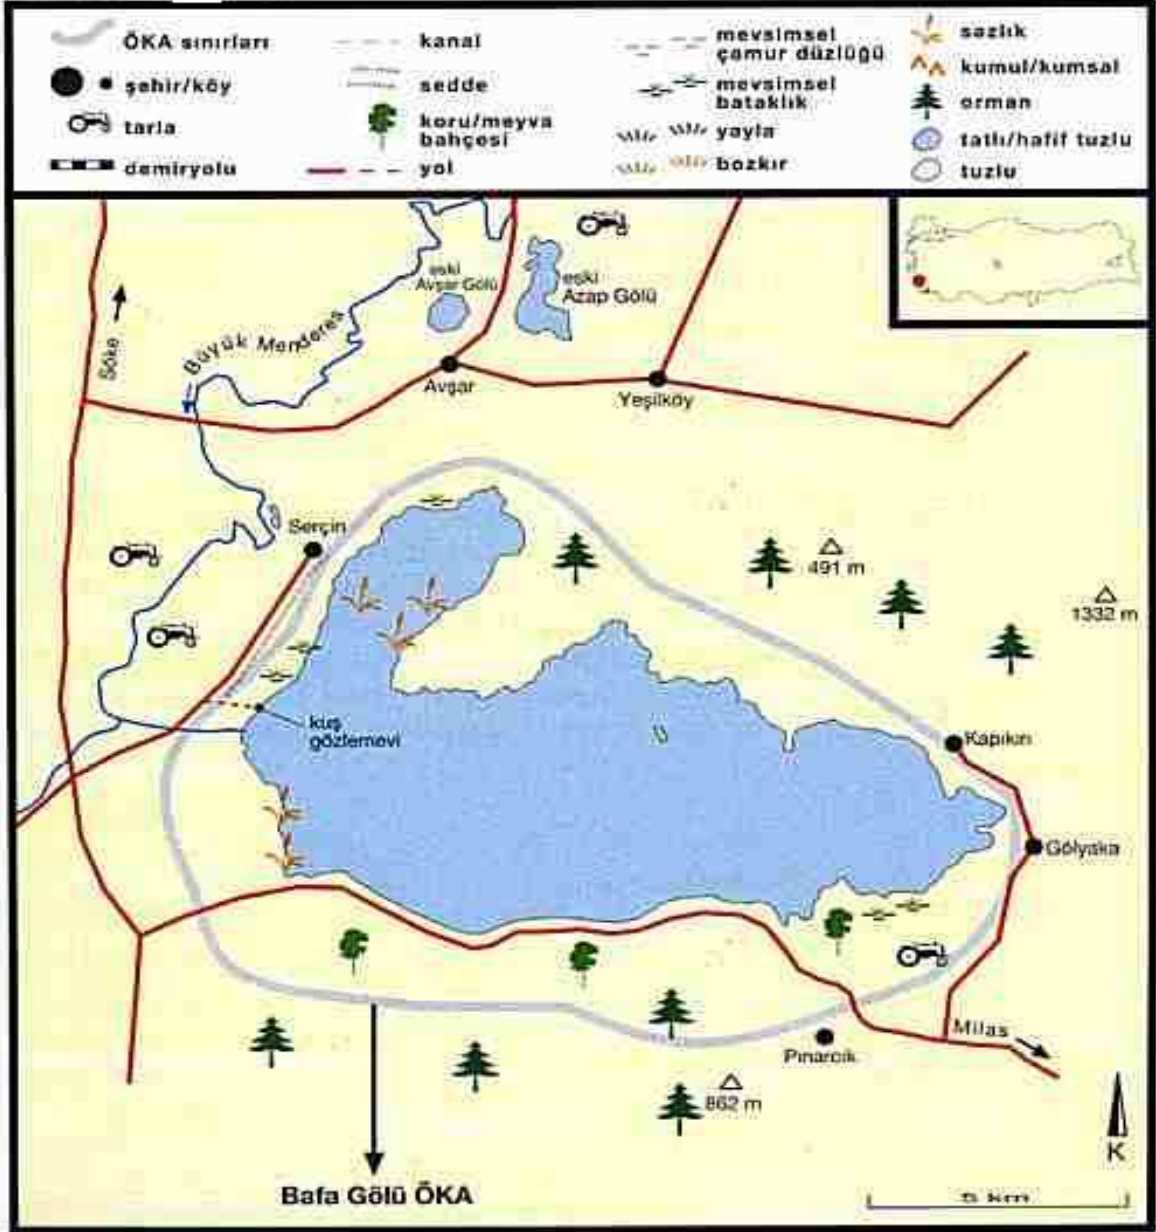 ÖKA sınırları
şehir/köy
tarla
demiryolu
kanal
sedde
koru/meyva
bahçesi
yol
mevsimsel
çamur düzlüğü
mevsimsel
bataklık
yayla
bozkır
sazlık
kumul/kumsal
orman
tatlı/hafif tuzlu
tuzlu
Söke
Büyük Menderes
eski
Avşar Gölü
eski
Azap Gölü
Avşar
Yeşilköy
Serçin
491 m
1332 m
kuş
gözlemevi
Kapıkırı
Gölyaka
Milas
Pınarcık
862 m
K
Bafa Gölü ÖKA
5 km